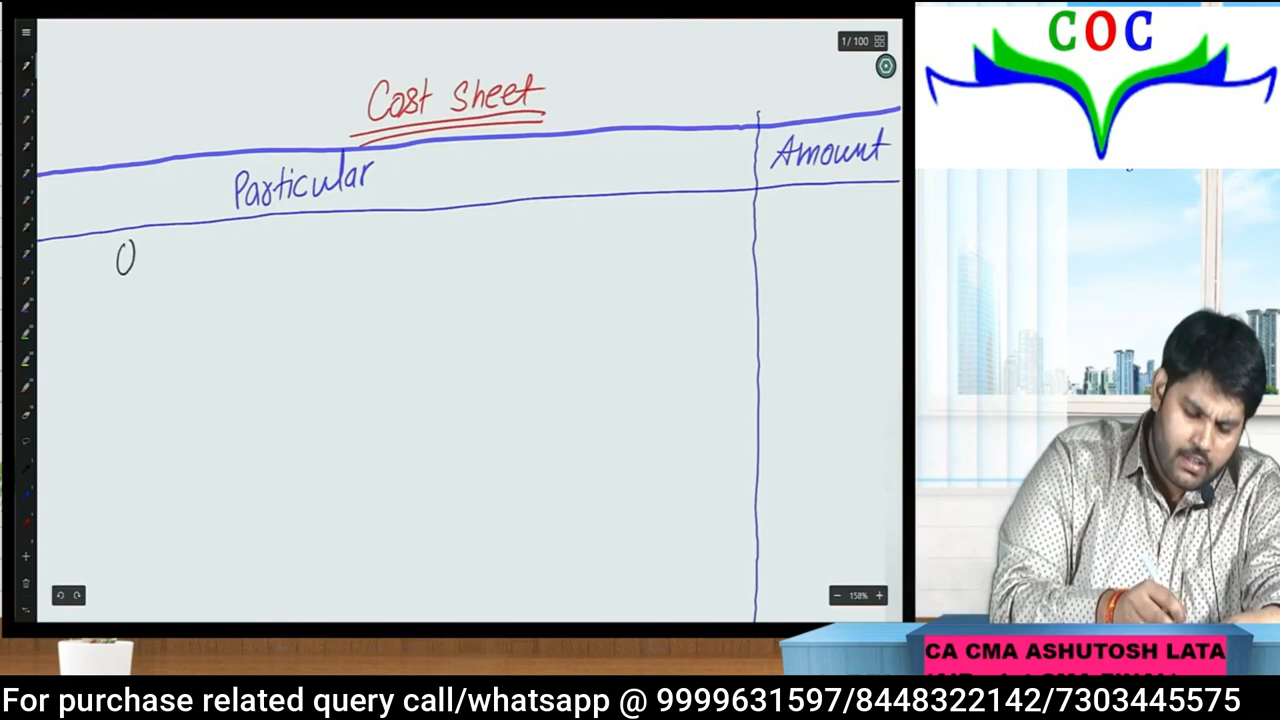 COC
1/100
Cost Sheet
Particular
Amount
0
158%
CA CMA ASHUTOSH LATA
For purchase related query call/whatsapp @ 9999631597/8448322142/7303445575